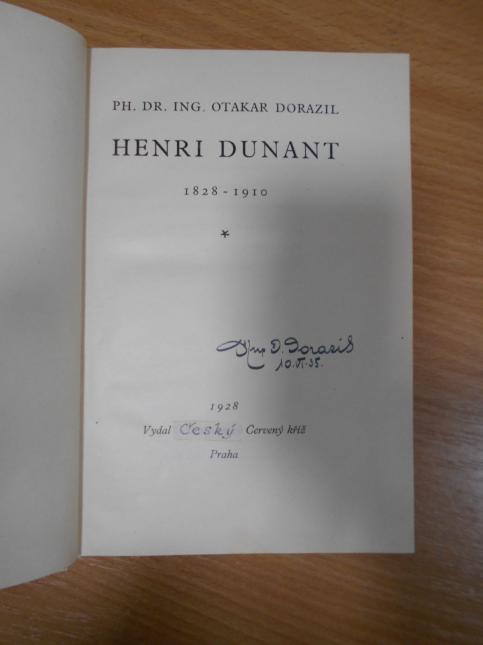 PH. DR. ING. OTAKAR DORAZIL
HENRI DUNANT
1828 - 1910
*
D. Dorazil
10.VI.35.
1928
Vydal Český Červený kříž
Praha